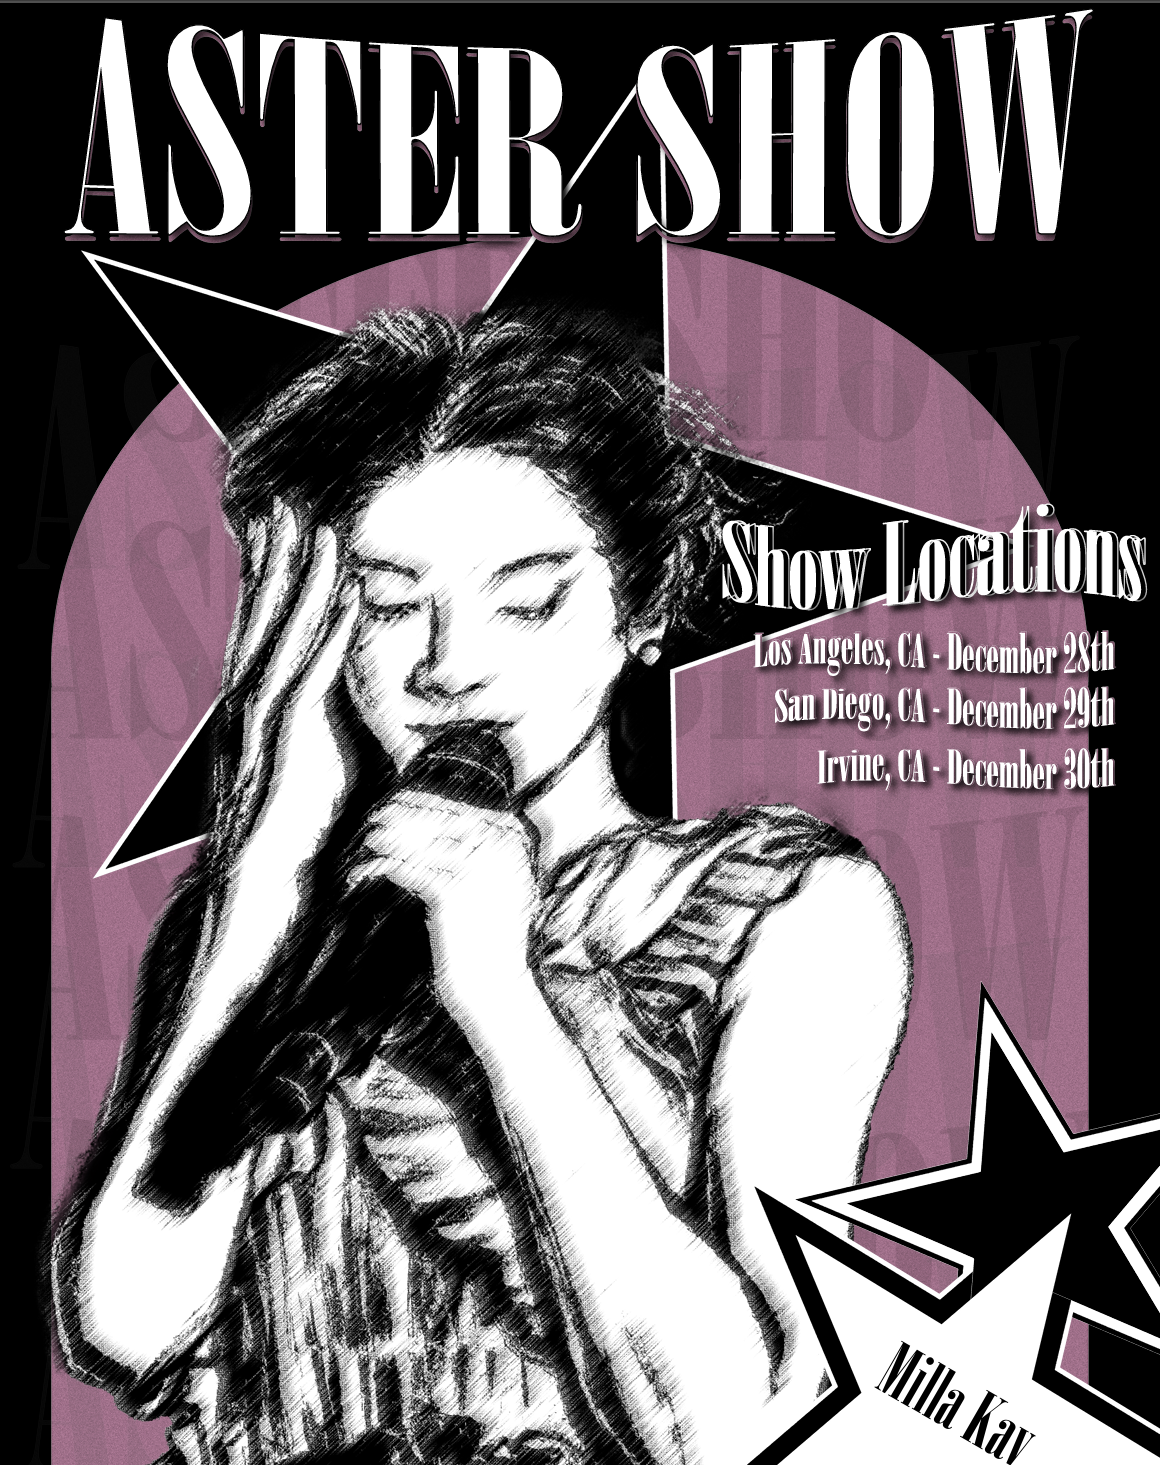 ASTER SHOW
Show Locations
Los Angeles, CA - December 28th
San Diego, CA - December 29th
Irvine, CA - December 30th
Milla Kay